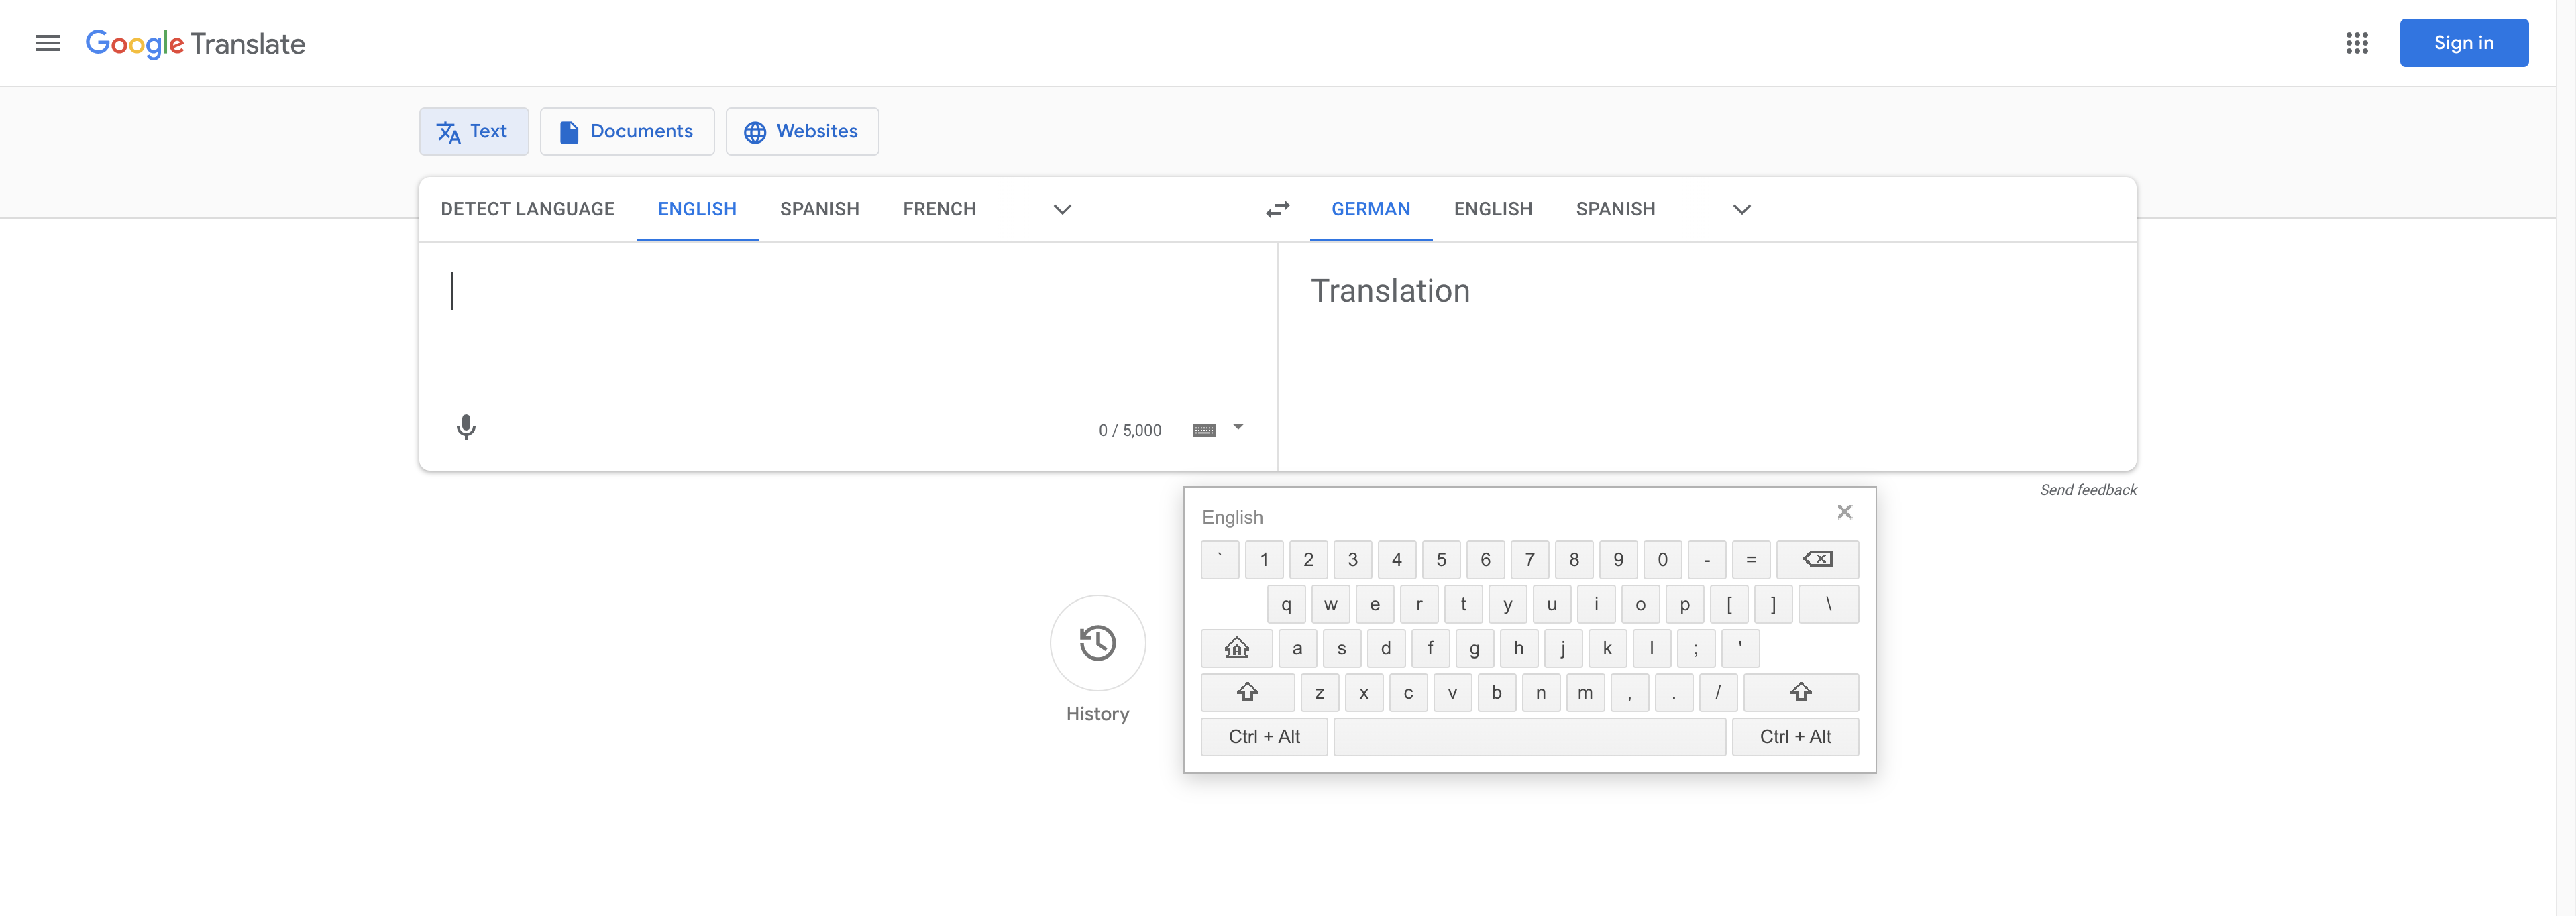 Google Translate
Sign in
Text Documents Websites
DETECT LANGUAGE ENGLISH SPANISH FRENCH GERMAN ENGLISH SPANISH
Translation
0 / 5,000
Send feedback
English
` 1 2 3 4 5 6 7 8 9 0 - =
q w e r t y u i o p [ ] \
a s d f g h j k l ; '
z x c v b n m , . /
Ctrl + Alt Ctrl + Alt
History